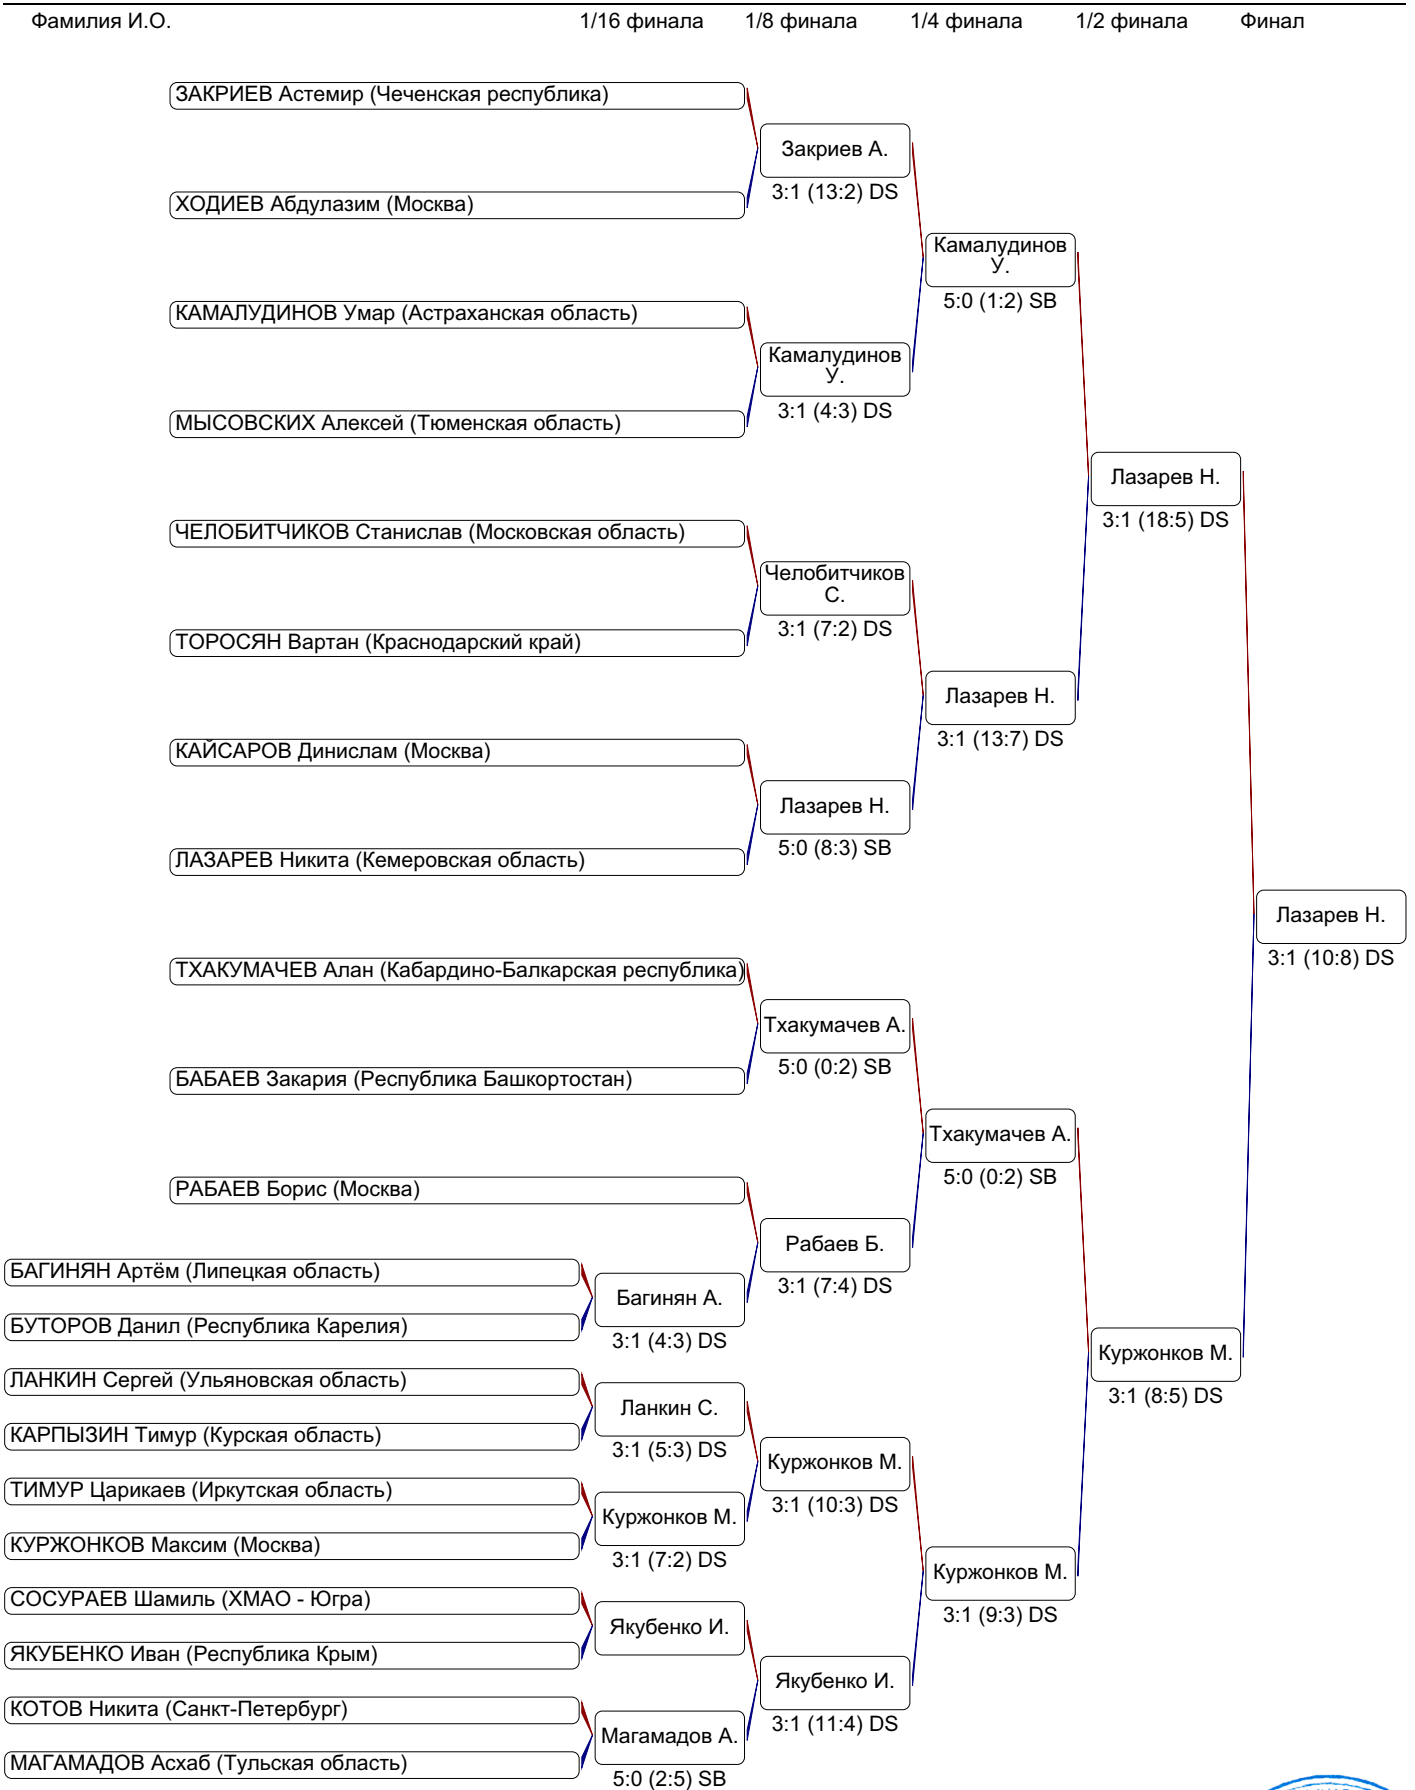 Фамилия И.О. 1/16 финала 1/8 финала 1/4 финала 1/2 финала Финал
ЗАКРИЕВ Астемир (Чеченская республика)
Закриев А.
3:1 (13:2) DS
ХОДИЕВ Абдулазим (Москва)
Камалудинов
У.
5:0 (1:2) SB
КАМАЛУДИНОВ Умар (Астраханская область)
Камалудинов
У.
3:1 (4:3) DS
МЫСОВСКИХ Алексей (Тюменская область)
Лазарев Н.
3:1 (18:5) DS
ЧЕЛОБИТЧИКОВ Станислав (Московская область)
Челобитчиков
С.
3:1 (7:2) DS
ТОРОСЯН Вартан (Краснодарский край)
Лазарев Н.
3:1 (13:7) DS
КАЙСАРОВ Динислам (Москва)
Лазарев Н.
5:0 (8:3) SB
ЛАЗАРЕВ Никита (Кемеровская область)
Лазарев Н.
3:1 (10:8) DS
ТХАКУМАЧЕВ Алан (Кабардино-Балкарская республика)
Тхакумачев А.
5:0 (0:2) SB
БАБАЕВ Закария (Республика Башкортостан)
Тхакумачев А.
5:0 (0:2) SB
РАБАЕВ Борис (Москва)
Рабаев Б.
3:1 (7:4) DS
БАГИНЯН Артём (Липецкая область)
Багинян А.
3:1 (4:3) DS
БУТОРОВ Данил (Республика Карелия)
Куржонков М.
3:1 (8:5) DS
ЛАНКИН Сергей (Ульяновская область)
Ланкин С.
3:1 (5:3) DS
КАРПЫЗИН Тимур (Курская область)
Куржонков М.
3:1 (10:3) DS
ТИМУР Царикаев (Иркутская область)
Куржонков М.
3:1 (7:2) DS
КУРЖОНКОВ Максим (Москва)
Куржонков М.
3:1 (9:3) DS
СОСУРАЕВ Шамиль (ХМАО - Югра)
Якубенко И.
ЯКУБЕНКО Иван (Республика Крым)
Якубенко И.
3:1 (11:4) DS
КОТОВ Никита (Санкт-Петербург)
Магамадов А.
5:0 (2:5) SB
МАГАМАДОВ Асхаб (Тульская область)